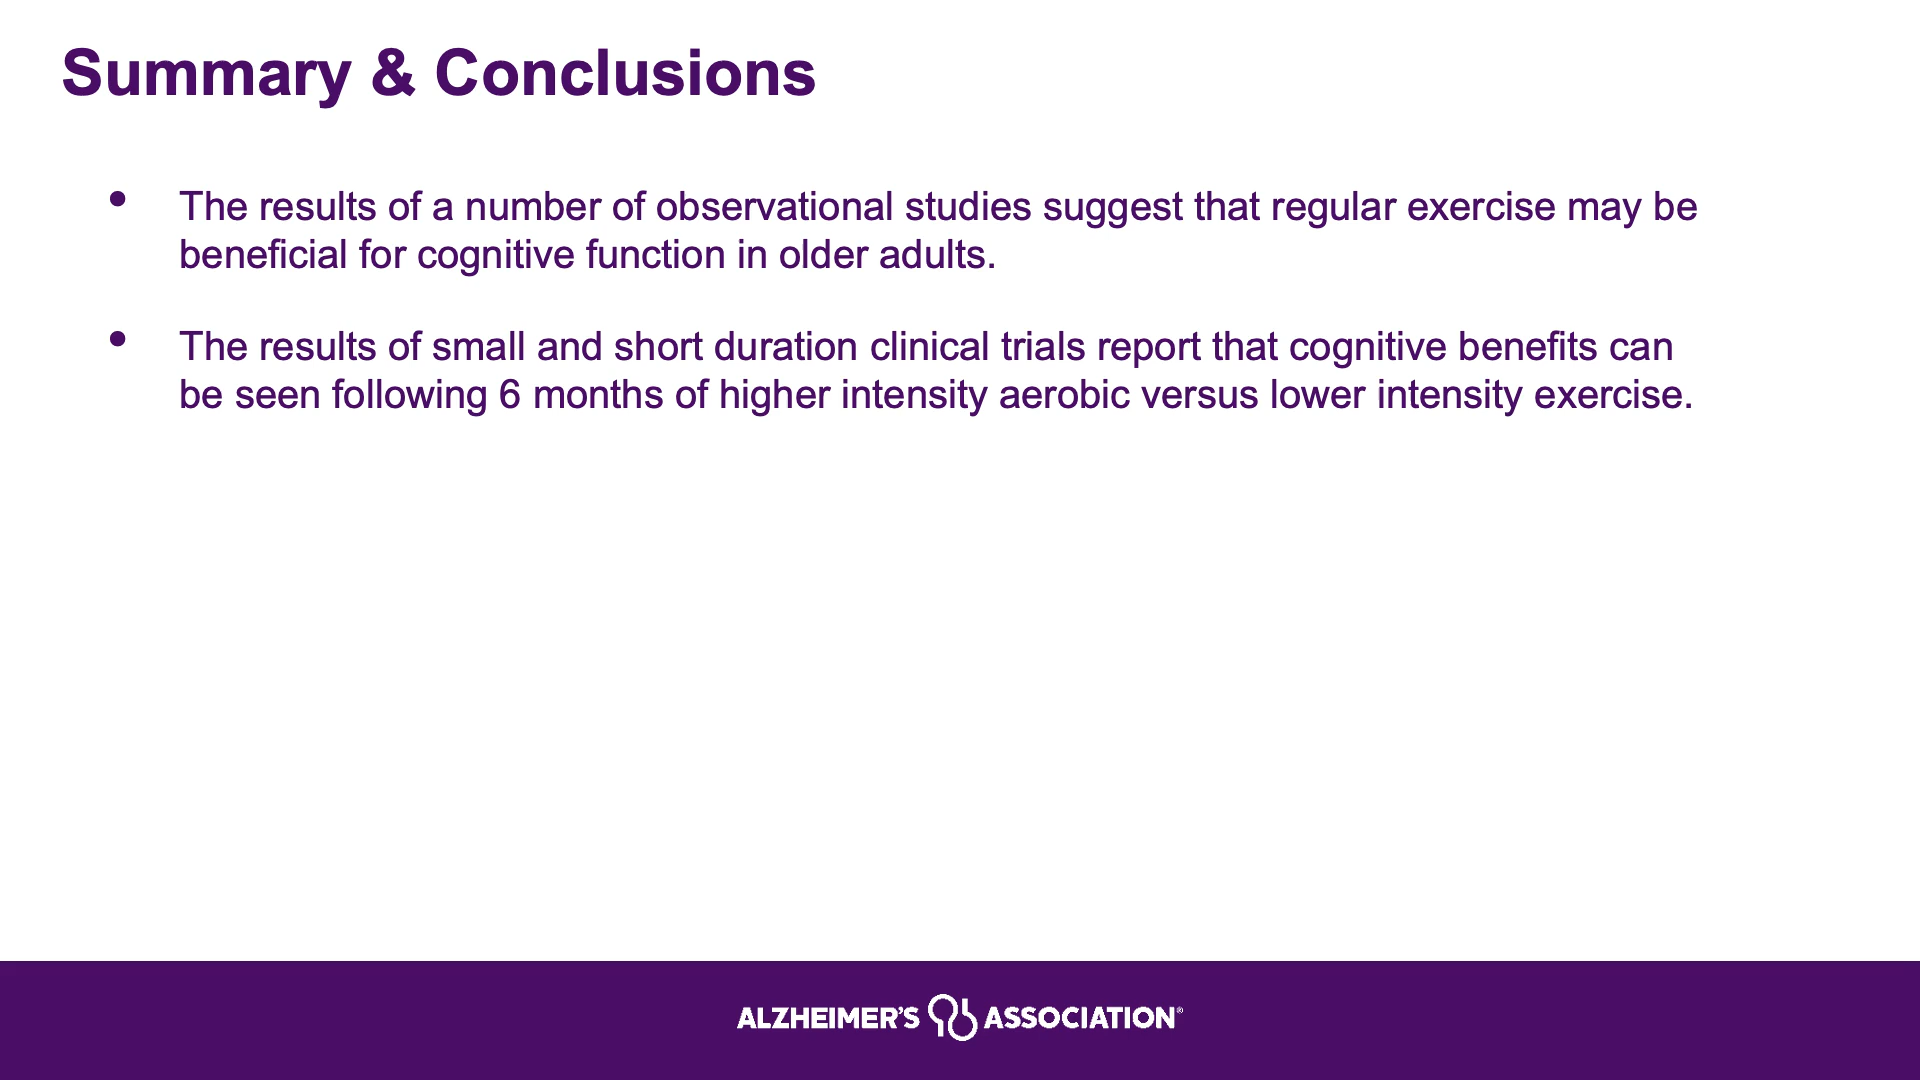 Summary & Conclusions
• The results of a number of observational studies suggest that regular exercise may be
beneficial for cognitive function in older adults.
• The results of small and short duration clinical trials report that cognitive benefits can
be seen following 6 months of higher intensity aerobic versus lower intensity exercise.
ALZHEIMER'S ASSOCIATION®